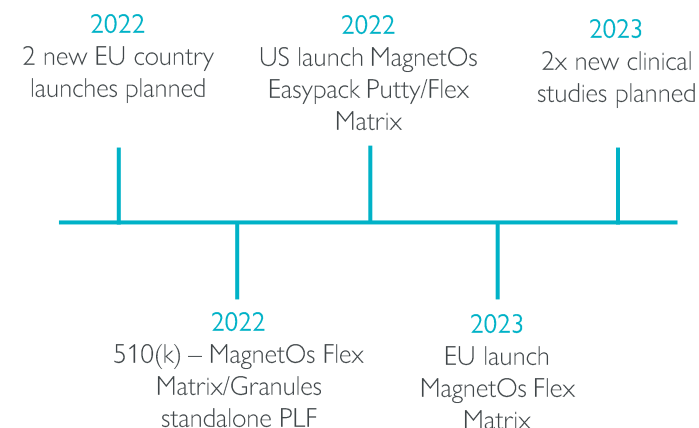 2022
2 new EU country
launches planned
2022
US launch MagnetOs
Easypack Putty/Flex
Matrix
2023
2x new clinical
studies planned
2022
510(k) – MagnetOs Flex
Matrix/Granules
standalone PLF
2023
EU launch
MagnetOs Flex
Matrix